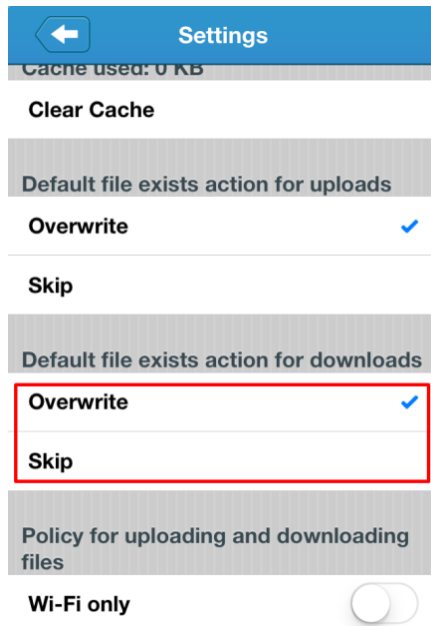 Settings
Cache used: 0 KB
Clear Cache
Default file exists action for uploads
Overwrite
Skip
Default file exists action for downloads
Overwrite
Skip
Policy for uploading and downloading
files
Wi-Fi only